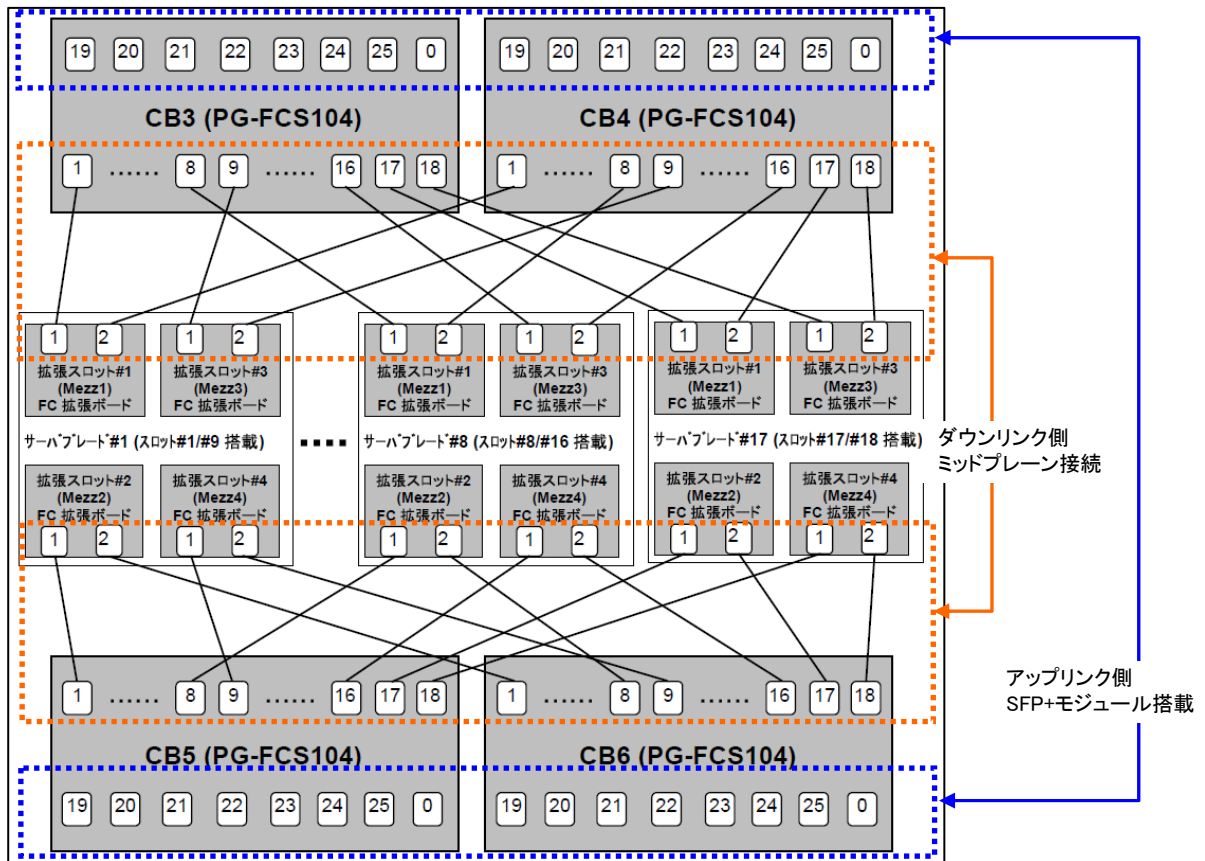 19 20 21 22 23 24 25 0 19 20 21 22 23 24 25 0
CB3 (PG-FCS104) CB4 (PG-FCS104)
1 ...... 8 9 ...... 16 17 18 1 ...... 8 9 ...... 16 17 18
1 2 1 2 1 2 1 2 1 2 1 2
拡張スロット#1 拡張スロット#3 拡張スロット#1 拡張スロット#3 拡張スロット#1 拡張スロット#3
(Mezz1) (Mezz3) (Mezz1) (Mezz3) (Mezz1) (Mezz3)
FC 拡張ボード FC 拡張ボード FC 拡張ボード FC 拡張ボード FC 拡張ボード FC 拡張ボード
サーバブレード#1 (スロット#1/#9 搭載) サーバブレード#8 (スロット#8/#16 搭載) サーバブレード#17 (スロット#17/#18 搭載)
ダウンリンク側
ミッドプレーン接続
拡張スロット#2 拡張スロット#4 拡張スロット#2 拡張スロット#4 拡張スロット#2 拡張スロット#4
(Mezz2) (Mezz4) (Mezz2) (Mezz4) (Mezz2) (Mezz4)
FC 拡張ボード FC 拡張ボード FC 拡張ボード FC 拡張ボード FC 拡張ボード FC 拡張ボード
1 2 1 2 1 2 1 2 1 2 1 2
アップリンク側
SFP+モジュール搭載
1 ...... 8 9 ...... 16 17 18 1 ...... 8 9 ...... 16 17 18
CB5 (PG-FCS104) CB6 (PG-FCS104)
19 20 21 22 23 24 25 0 19 20 21 22 23 24 25 0